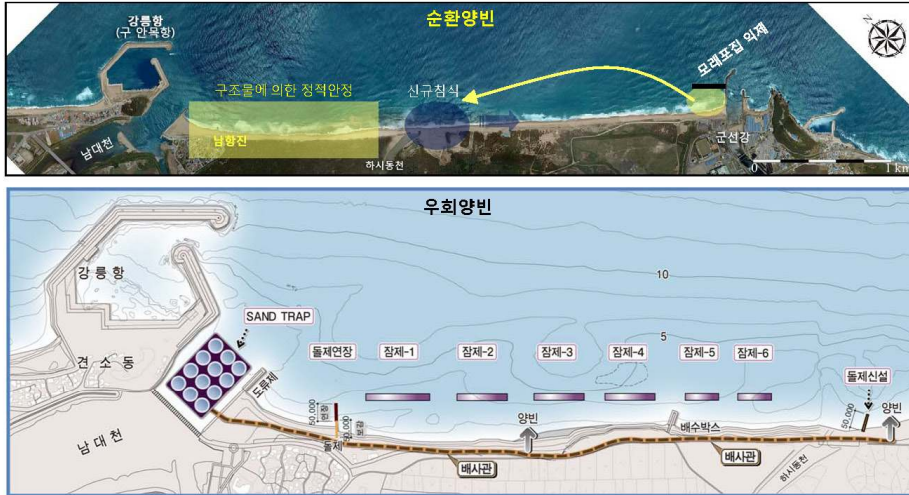 순환양빈
강릉항
(구 안목항)
모래포집 익제
N
구조물에 의한 정적안정
신규침식
남대천
남항진
하시동천
군선강
0
1 km
우회양빈
강릉항
10
SAND TRAP
5
돌제연장
잠제-1
잠제-2
잠제-3
잠제-4
잠제-5
잠제-6
돌제신설
견소동
도류제
50,000
연장
보강
돌제
양빈
배수박스
50,000
양빈
남대천
배사관
배사관
하시동천